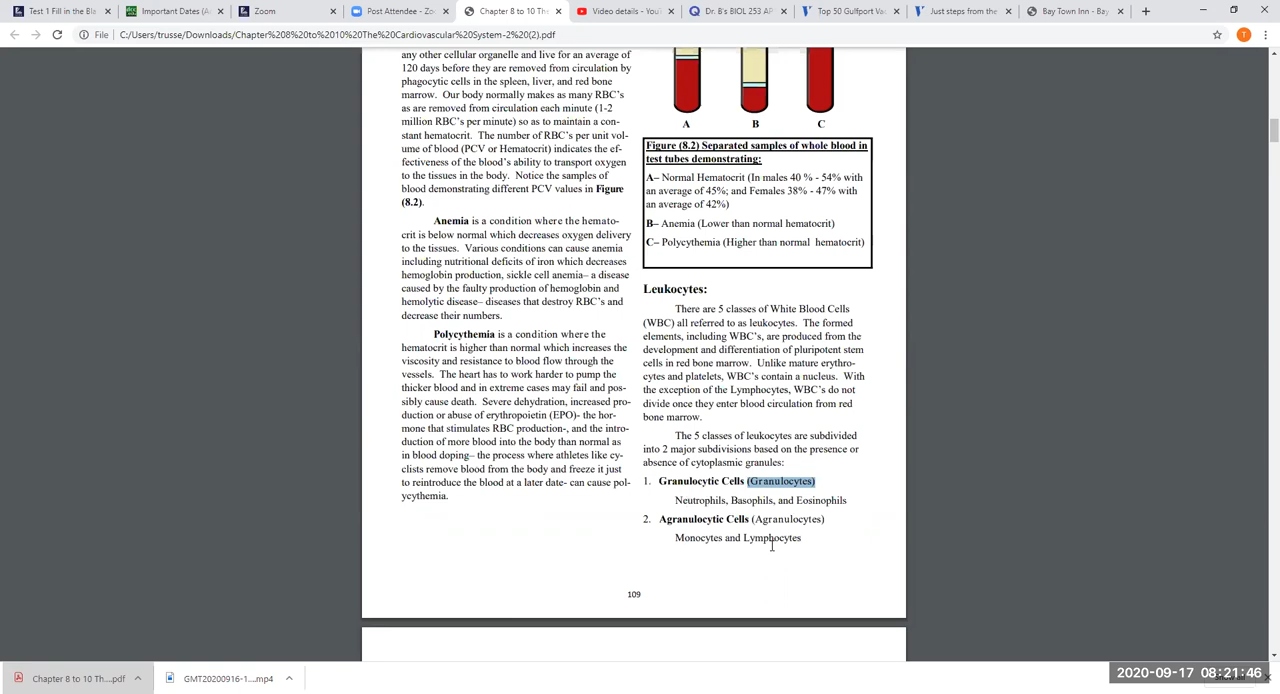 Test 1 Fill in the Bla
Important Dates (Ac
Zoom
Post Attendee - Zo
Chapter 8 to 10 Th
Video details - YouT
Dr. B's BIOL 253 AP
Top 50 Gulfport Vac
Just steps from the
Bay Town Inn - Bay
File | C:/Users/trusse/Downloads/Chapter%208%20to%2010%20The%20Cardiovascular%20System-2%20(2).pdf
T
any other cellular organelle and live for an average of
120 days before they are removed from circulation by
phagocytic cells in the spleen, liver, and red bone
marrow. Our body normally makes as many RBC's
as are removed from circulation each minute (1-2
million RBC's per minute) so as to maintain a con-
stant hematocrit. The number of RBC's per unit vol-
ume of blood (PCV or Hematocrit) indicates the ef-
fectiveness of the blood's ability to transport oxygen
to the tissues in the body. Notice the samples of
blood demonstrating different PCV values in Figure
(8.2).
Anemia is a condition where the hemato-
crit is below normal which decreases oxygen delivery
to the tissues. Various conditions can cause anemia
including nutritional deficits of iron which decreases
hemoglobin production, sickle cell anemia– a disease
caused by the faulty production of hemoglobin and
hemolytic disease– diseases that destroy RBC's and
decrease their numbers.
Polycythemia is a condition where the
hematocrit is higher than normal which increases the
viscosity and resistance to blood flow through the
vessels. The heart has to work harder to pump the
thicker blood and in extreme cases may fail and pos-
sibly cause death. Severe dehydration, increased pro-
duction or abuse of erythropoietin (EPO)- the hor-
mone that stimulates RBC production-, and the intro-
duction of more blood into the body than normal as
in blood doping– the process where athletes like cy-
clists remove blood from the body and freeze it just
to reintroduce the blood at a later date- can cause pol-
ycythemia.
A B C
Figure (8.2) Separated samples of whole blood in
test tubes demonstrating:
A– Normal Hematocrit (In males 40 % - 54% with
an average of 45%; and Females 38% - 47% with
an average of 42%)
B– Anemia (Lower than normal hematocrit)
C– Polycythemia (Higher than normal hematocrit)
Leukocytes:
There are 5 classes of White Blood Cells
(WBC) all referred to as leukocytes. The formed
elements, including WBC's, are produced from the
development and differentiation of pluripotent stem
cells in red bone marrow. Unlike mature erythro-
cytes and platelets, WBC's contain a nucleus. With
the exception of the Lymphocytes, WBC's do not
divide once they enter blood circulation from red
bone marrow.
The 5 classes of leukocytes are subdivided
into 2 major subdivisions based on the presence or
absence of cytoplasmic granules:
1. Granulocytic Cells (Granulocytes)
Neutrophils, Basophils, and Eosinophils
2. Agranulocytic Cells (Agranulocytes)
Monocytes and Lymphocytes
109
Chapter 8 to 10 Th....pdf
GMT20200916-1....mp4
2020-09-17 08:21:46